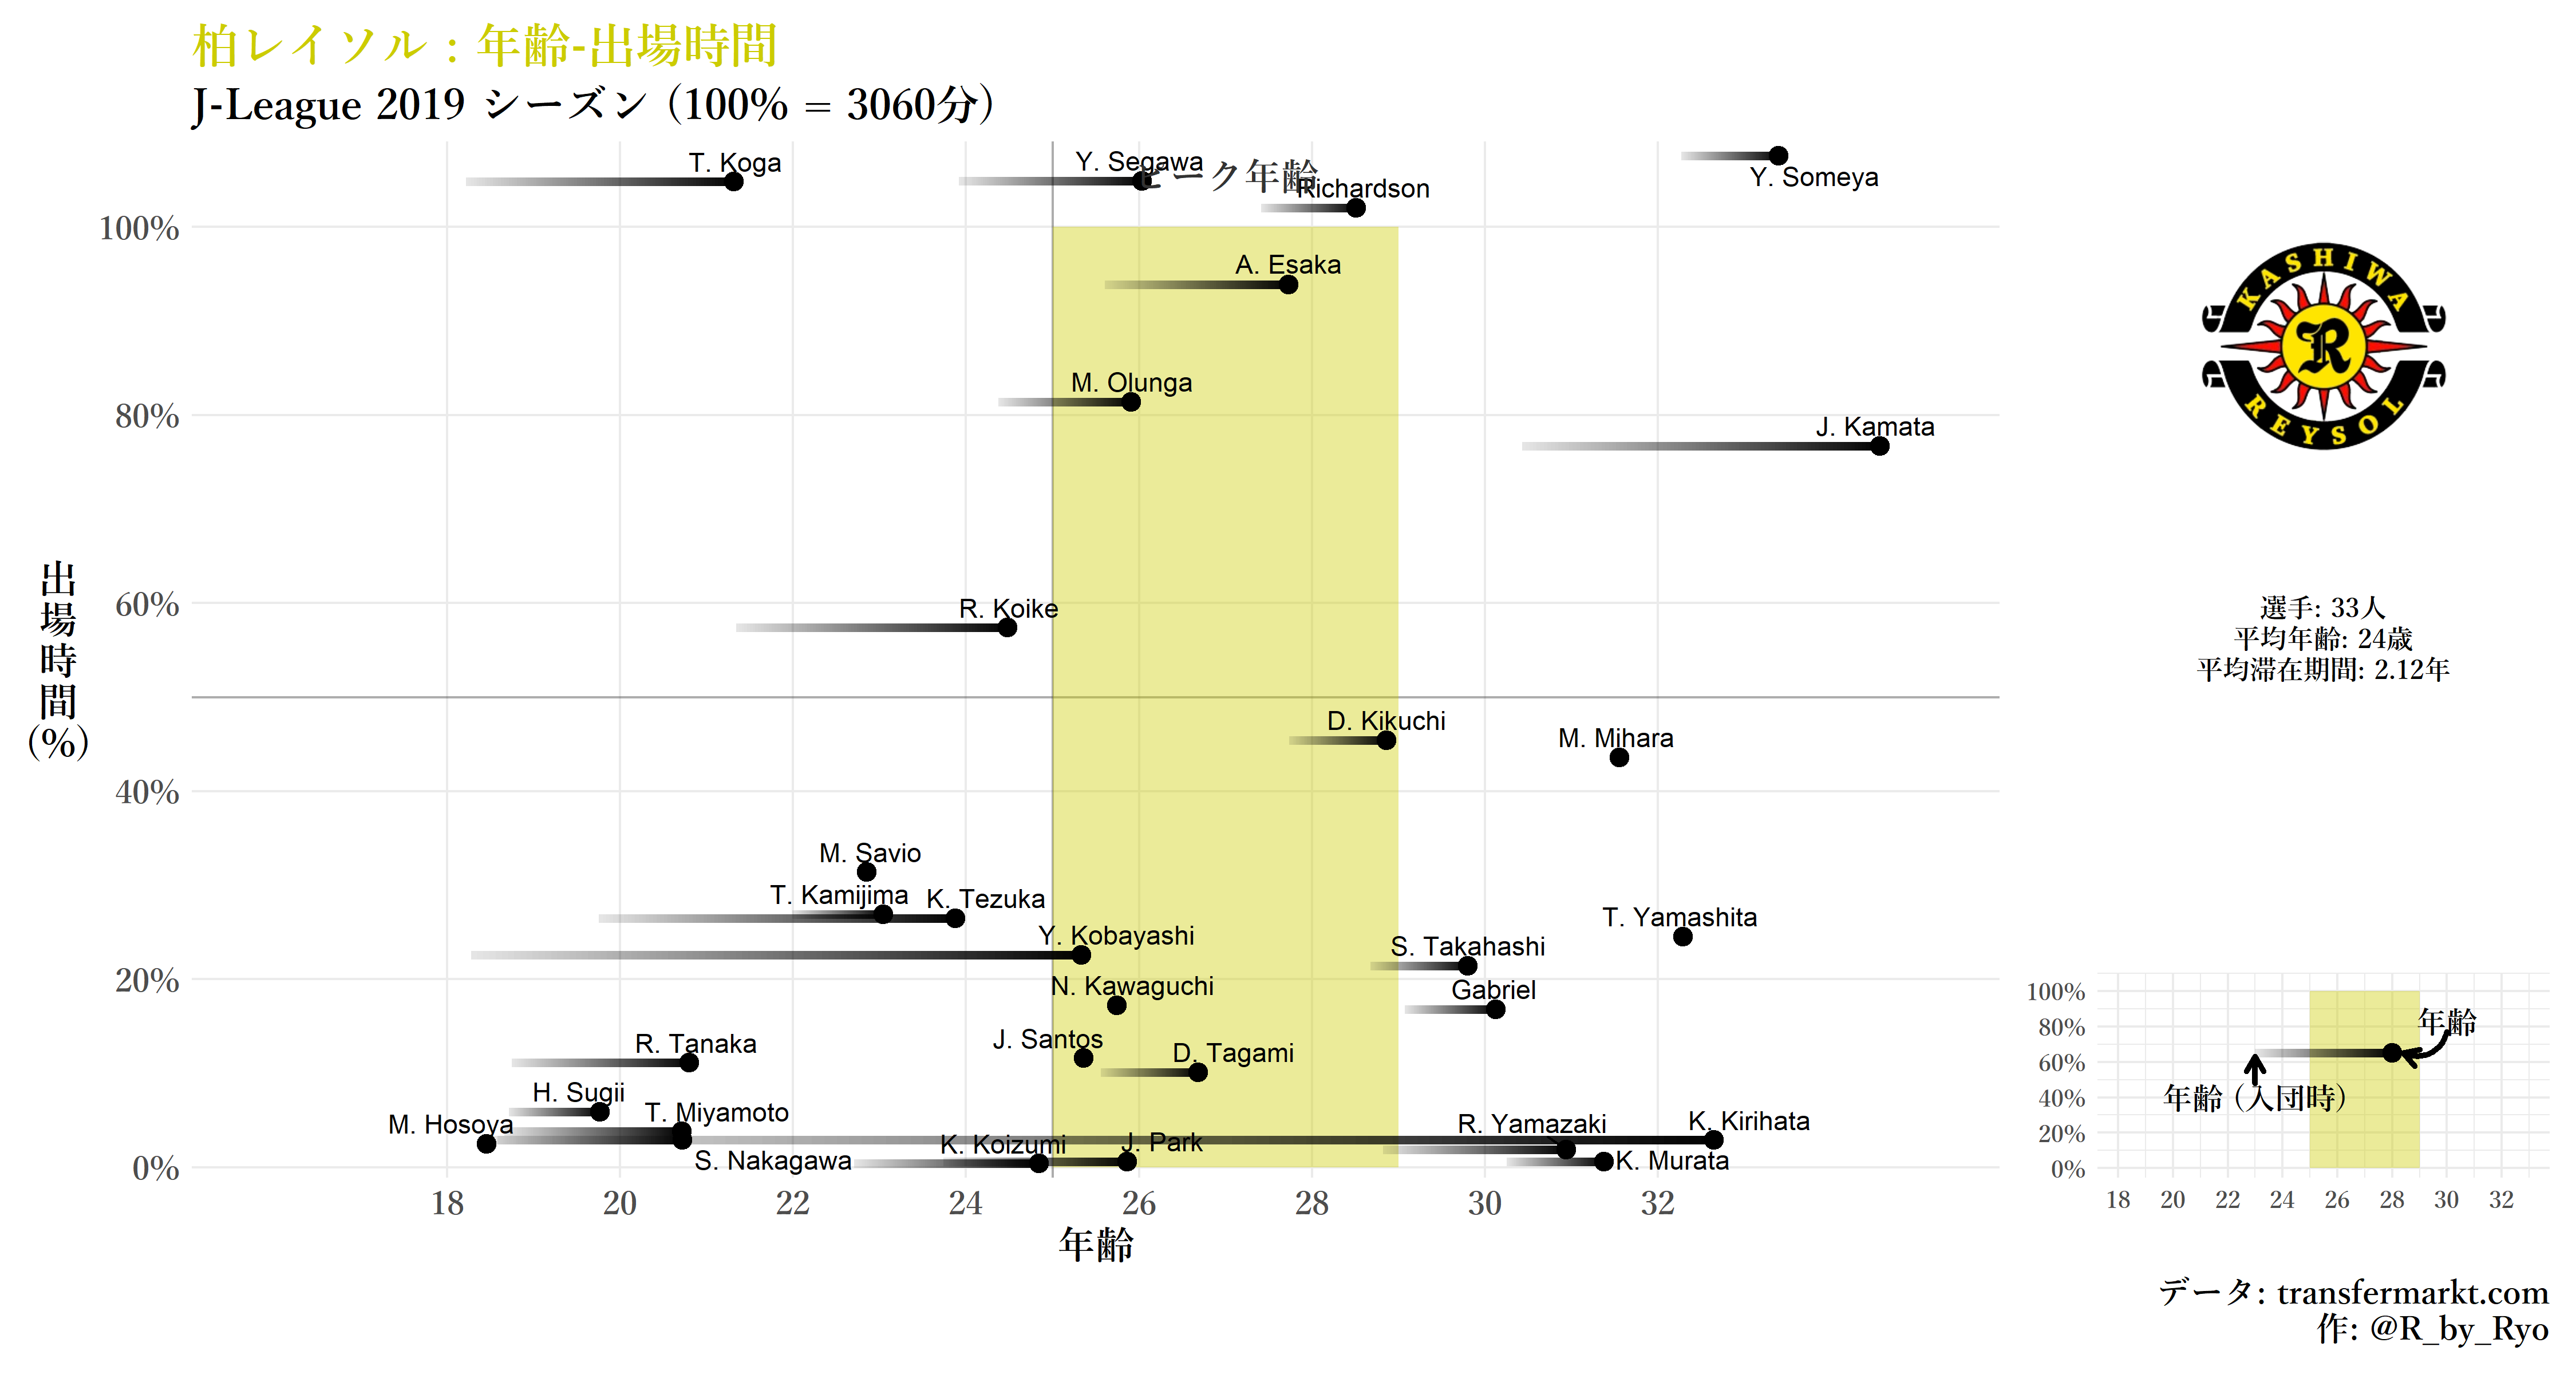 柏レイソル : 年齢-出場時間
J-League 2019 シーズン (100% = 3060分)
T. Koga
Y. Segawa
ピーク年齢
Richardson
Y. Someya
100%
A. Esaka
M. Olunga
80%
J. Kamata
60%
R. Koike
D. Kikuchi
M. Mihara
40%
M. Savio
T. Kamijima
K. Tezuka
T. Yamashita
Y. Kobayashi
S. Takahashi
20%
N. Kawaguchi
Gabriel
J. Santos
R. Tanaka
D. Tagami
H. Sugii
T. Miyamoto
M. Hosoya
R. Yamazaki
K. Kirihata
K. Koizumi
J. Park
S. Nakagawa
K. Murata
0%
18 20 22 24 26 28 30 32
年齢
出場時間(%)
KASHIWA
R
REYSOL
選手: 33人
平均年齢: 24歳
平均滞在期間: 2.12年
100%
80%
60%
40%
20%
0%
年齢
年齢 (入団時)
18 20 22 24 26 28 30 32
データ: transfermarkt.com
作: @R_by_Ryo